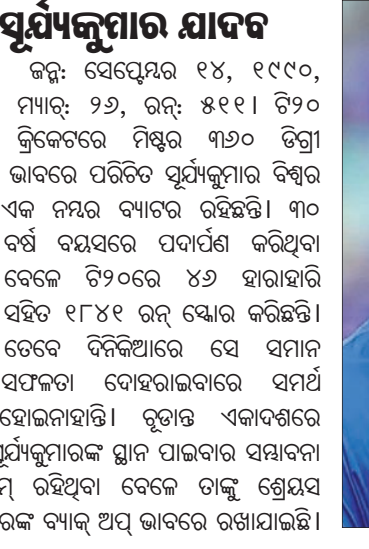 ସୂର୍ଯ୍ୟକୁମାର ଯାଦବ
ଜନ୍ମ: ସେପ୍ଟେମ୍ବର ୧୪, ୧୯୯୦,
ମ୍ୟାଚ୍: ୨୬, ରନ୍: ୫୧୧। ଟି୨୦
କ୍ରିକେଟରେ ମିଷ୍ଟର ୩୬୦ ଡିଗ୍ରୀ
ଭାବରେ ପରିଚିତ ସୂର୍ଯ୍ୟକୁମାର ବିଶ୍ୱର
ଏକ ନମ୍ବର ବ୍ୟାଟର ରହିଛନ୍ତି। ୩୦
ବର୍ଷ ବୟସରେ ପଦାର୍ପଣ କରିଥିବା
ବେଳେ ଟି୨୦ରେ ୪୬ ହାରାହାରି
ସହିତ ୧୮୪୧ ରନ୍ ସ୍କୋର କରିଛନ୍ତି।
ତେବେ ଦିନିକିଆରେ ସେ ସମାନ
ସଫଳତା ଦୋହରାଇବାରେ ସମର୍ଥ
ହୋଇନାହାନ୍ତି। ଚୂଡାନ୍ତ ଏକାଦଶରେ
ସୂର୍ଯ୍ୟକୁମାରଙ୍କ ସ୍ଥାନ ପାଇବାର ସମ୍ଭାବନା
ରହିଥିବା ବେଳେ ତାଙ୍କୁ ଶ୍ରେୟସ
ବ୍ୟାକ୍ ଅପ୍ ଭାବରେ ରଖାଯାଇଛି।